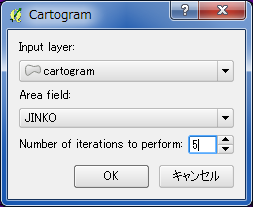 Cartogram
Input layer:
cartogram
Area field:
JINKO
Number of iterations to perform: 5
OK キャンセル